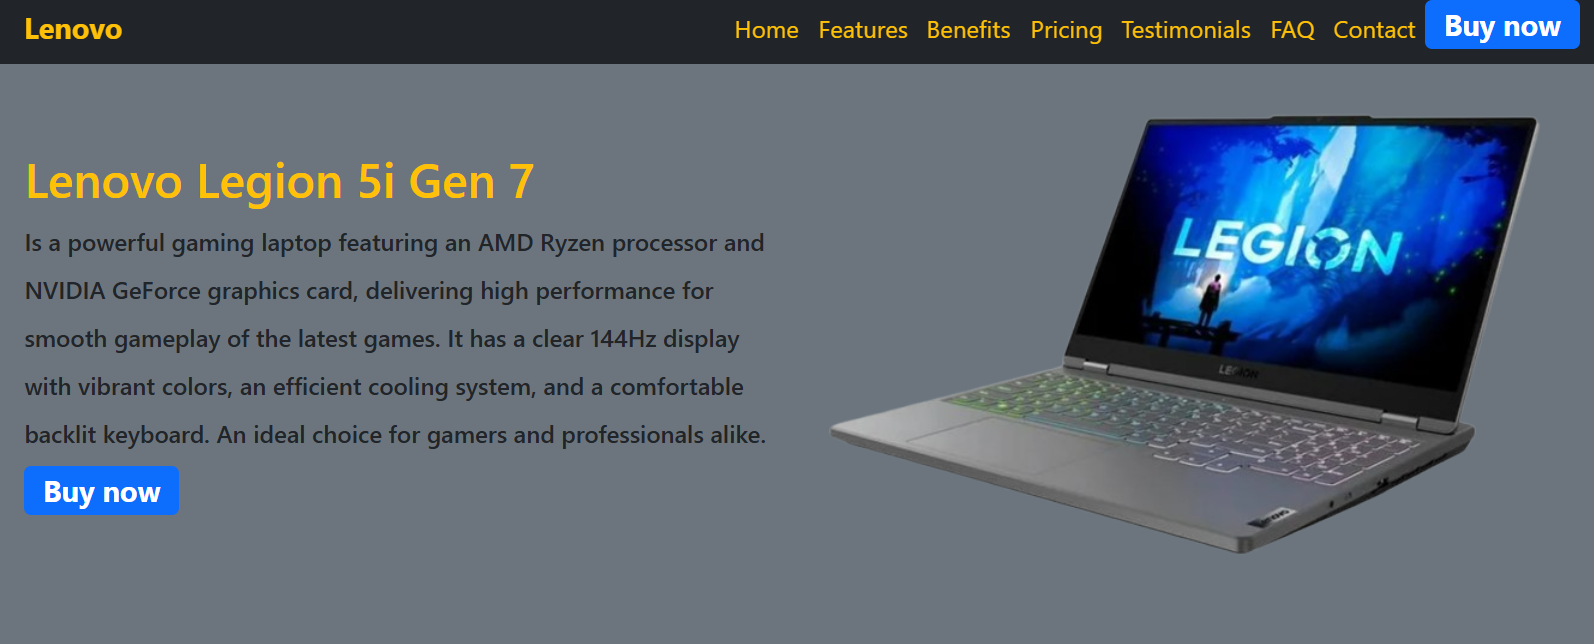 Lenovo
Home Features Benefits Pricing Testimonials FAQ Contact Buy now
Lenovo Legion 5i Gen 7
Is a powerful gaming laptop featuring an AMD Ryzen processor and
NVIDIA GeForce graphics card, delivering high performance for
smooth gameplay of the latest games. It has a clear 144Hz display
with vibrant colors, an efficient cooling system, and a comfortable
backlit keyboard. An ideal choice for gamers and professionals alike.
Buy now
LEGION
LEGION
Lenovo